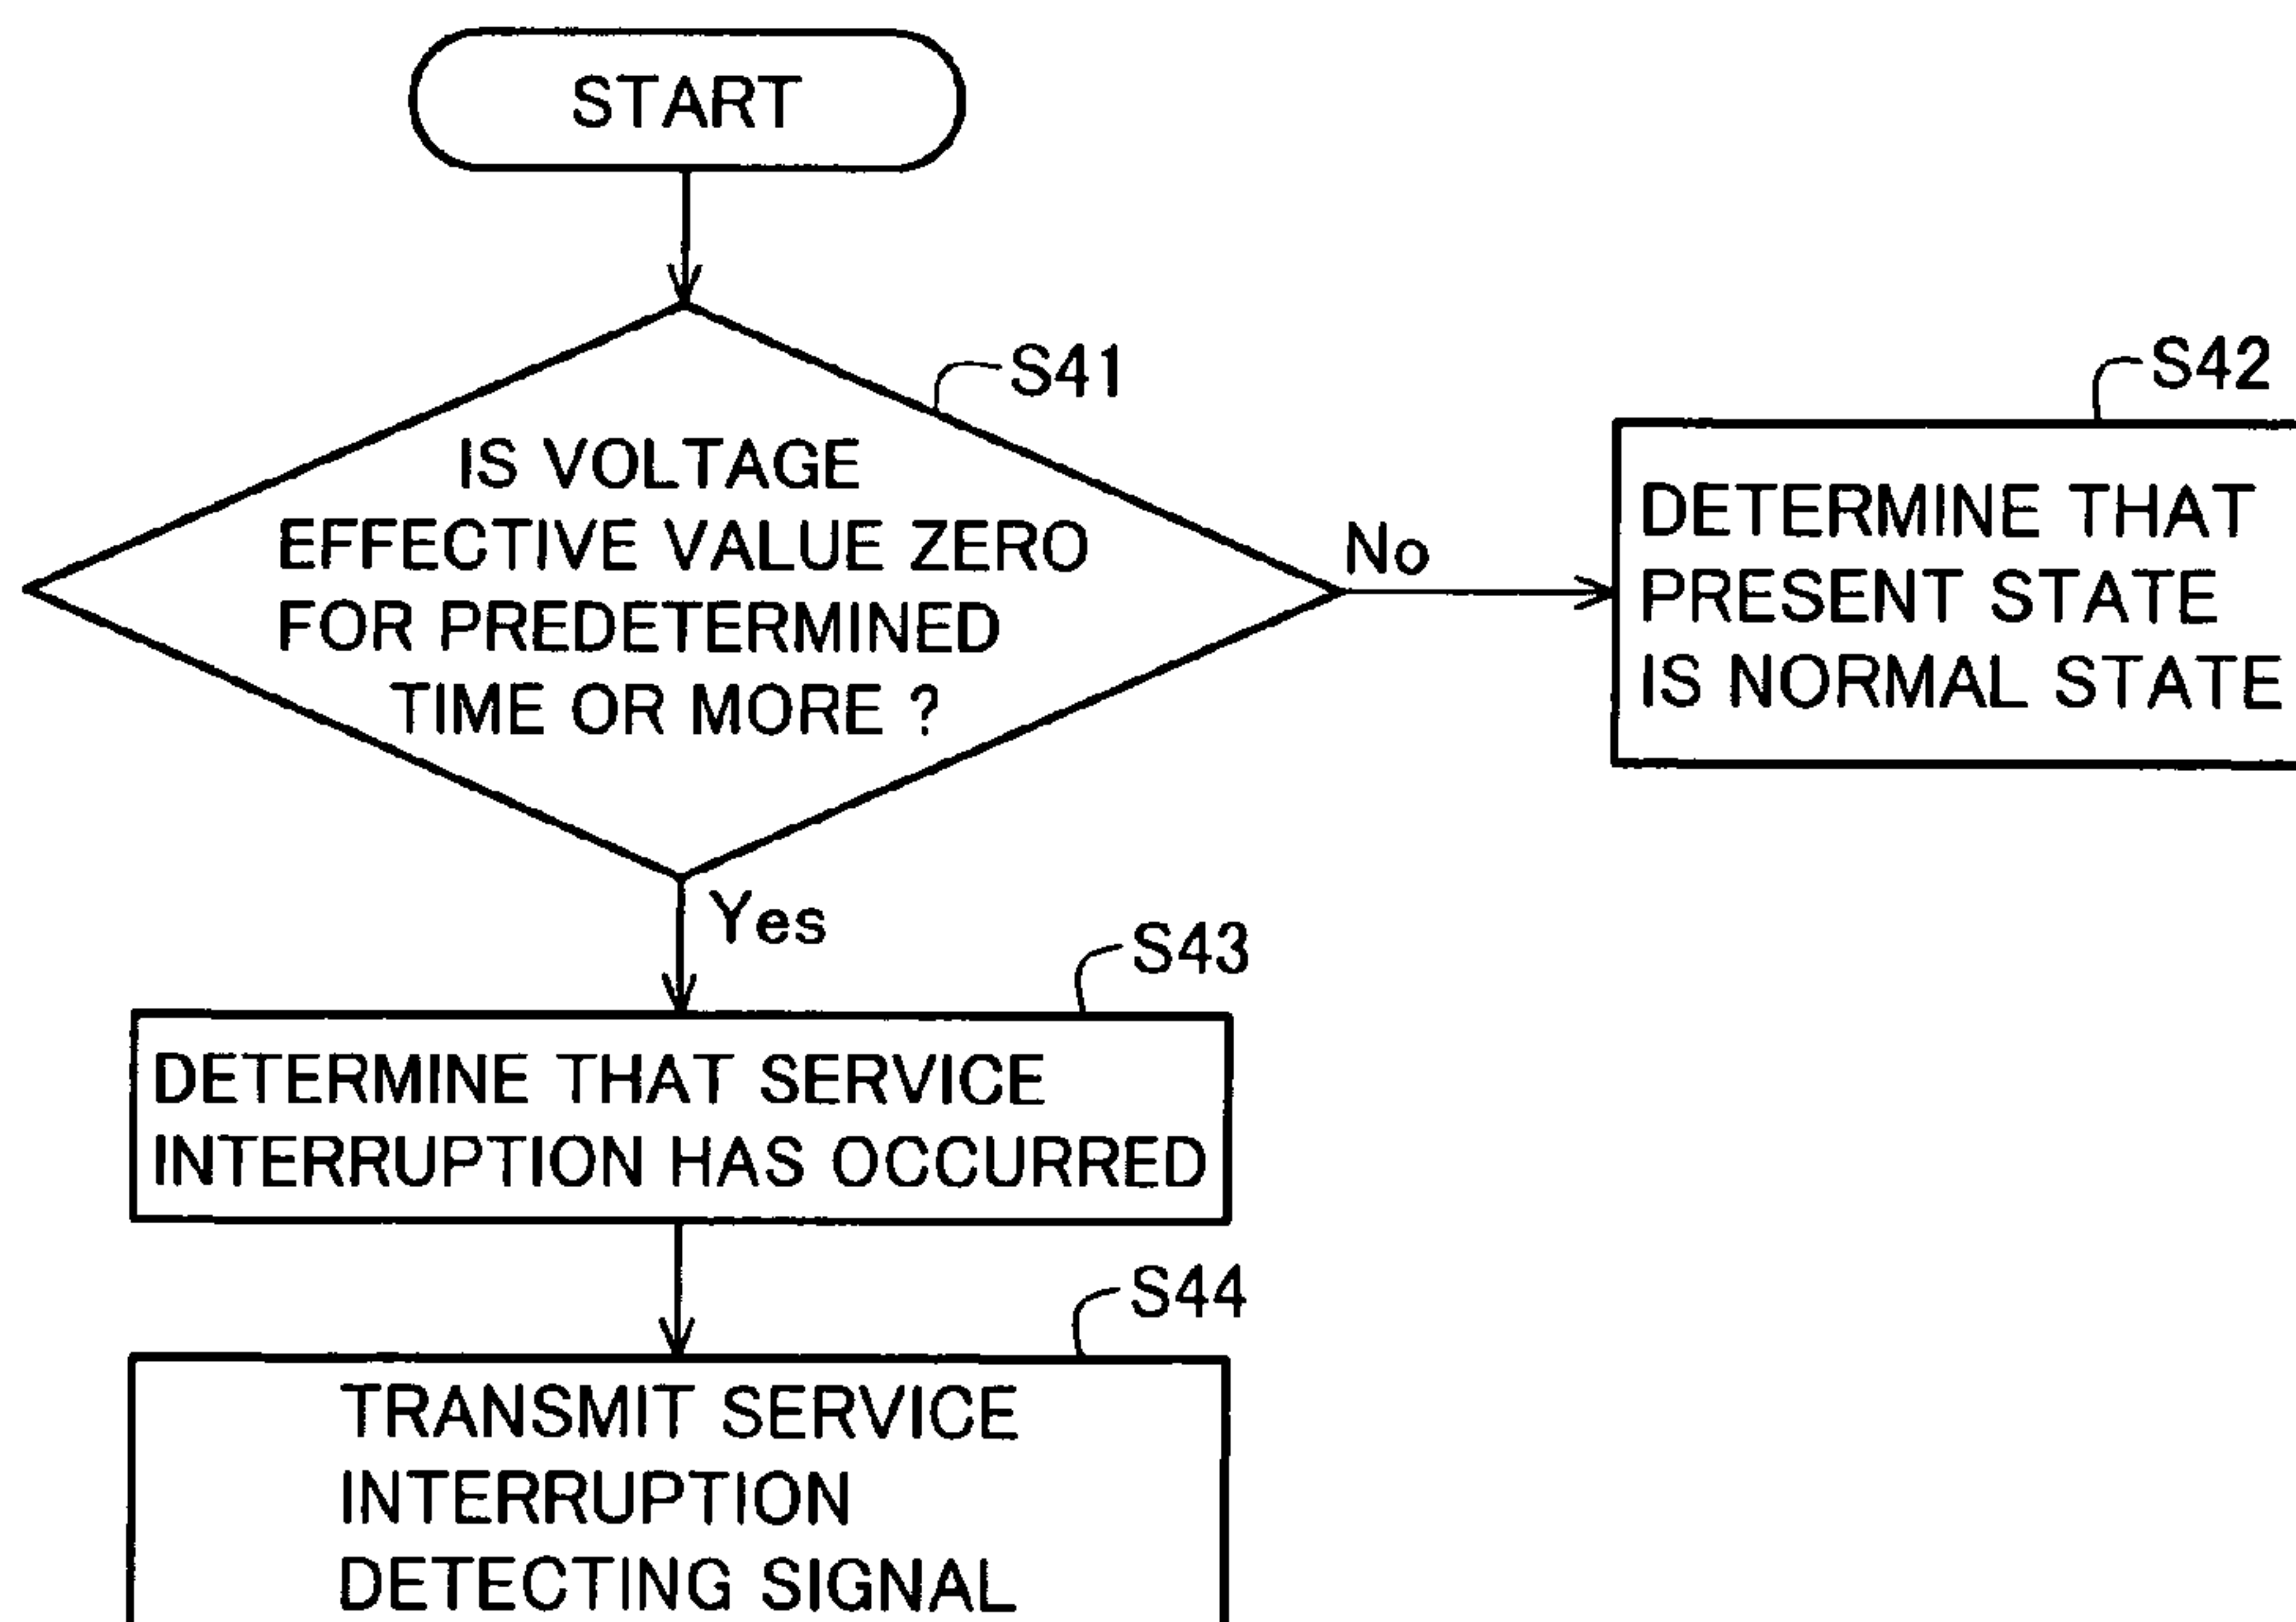 START
S41
IS VOLTAGE
EFFECTIVE VALUE ZERO
FOR PREDETERMINED
TIME OR MORE ?
No
S42
DETERMINE THAT
PRESENT STATE
IS NORMAL STATE
Yes
S43
DETERMINE THAT SERVICE
INTERRUPTION HAS OCCURRED
S44
TRANSMIT SERVICE
INTERRUPTION
DETECTING SIGNAL